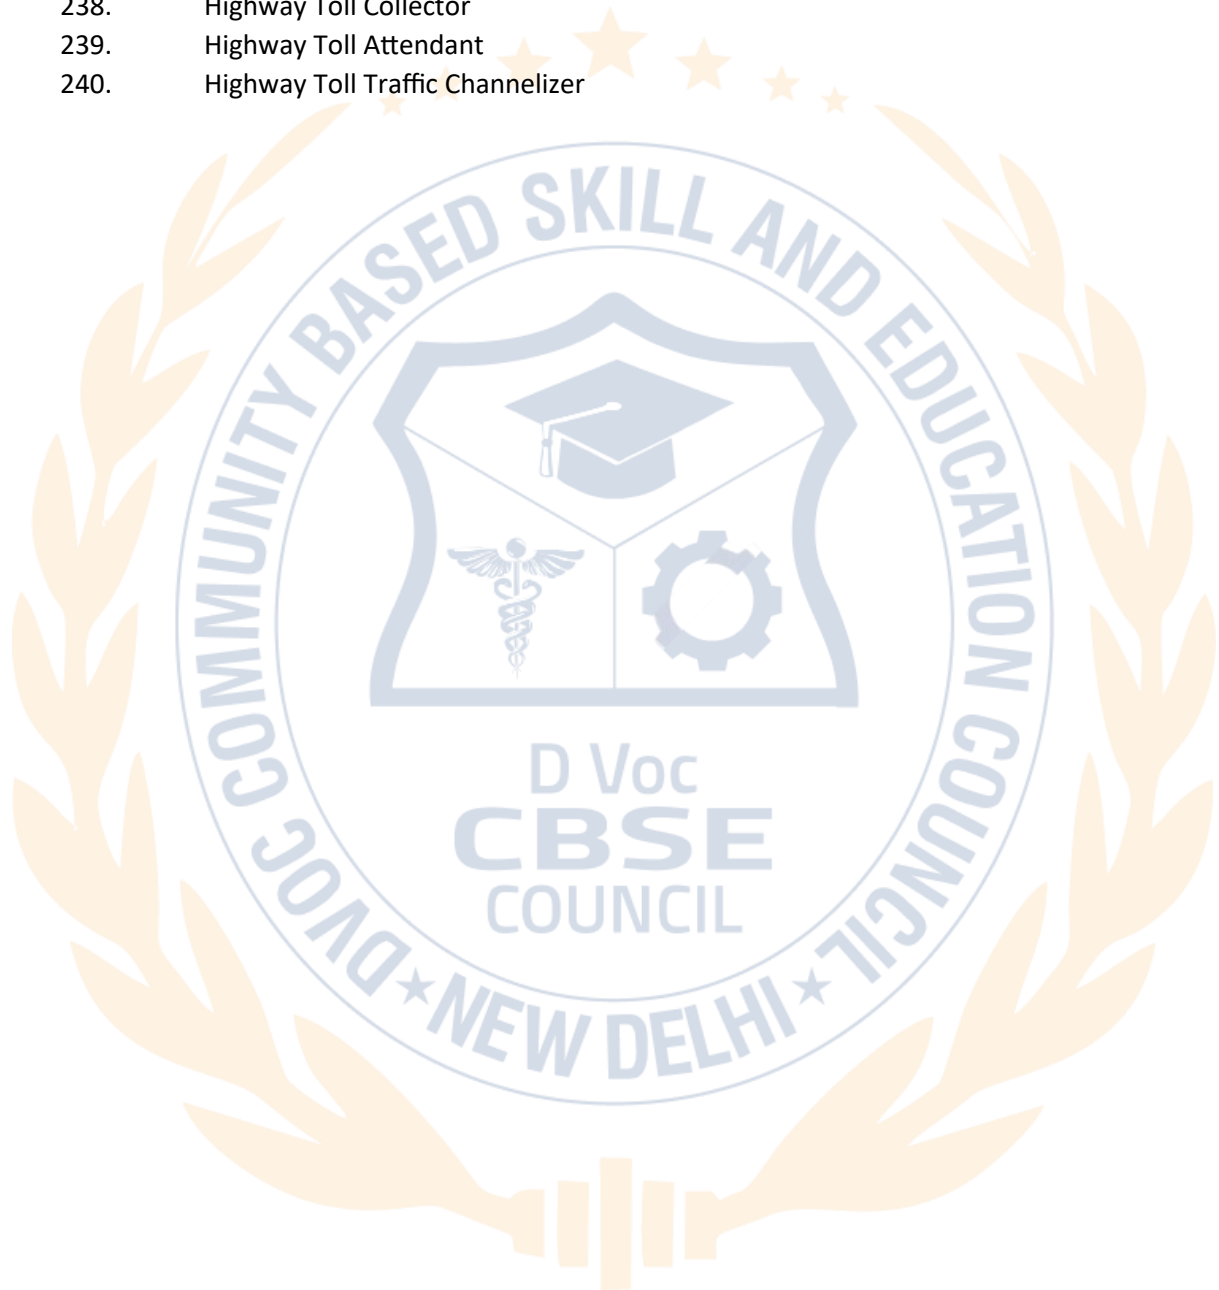 238. Highway Toll Collector
239. Highway Toll Attendant
240. Highway Toll Traffic Channelizer
DVOC COMMUNITY BASED SKILL AND EDUCATION COUNCIL
D Voc
CBSE
COUNCIL
★ NEW DELHI ★